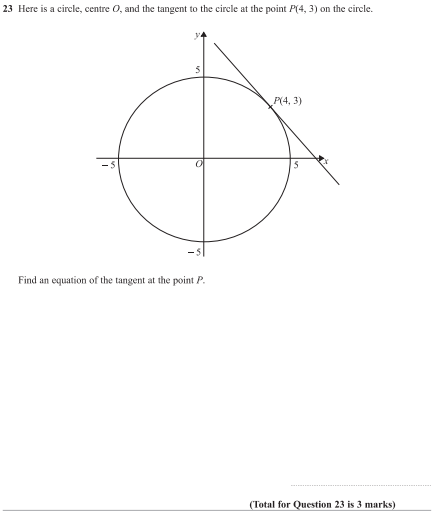 23 Here is a circle, centre O, and the tangent to the circle at the point P(4, 3) on the circle.
y
5
P(4, 3)
– 5
O
5
x
– 5
Find an equation of the tangent at the point P.
(Total for Question 23 is 3 marks)